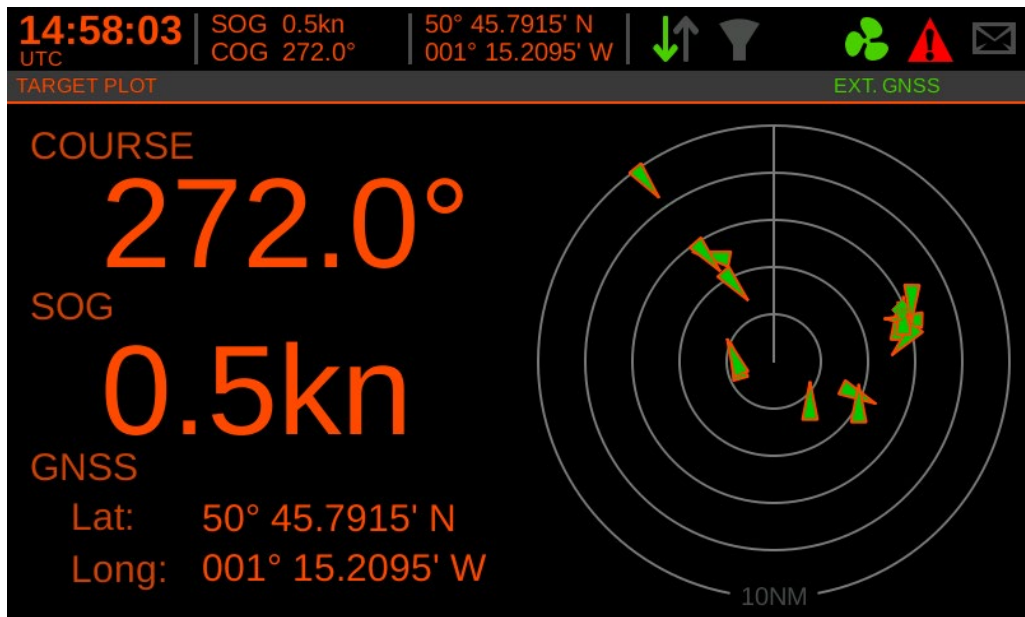 14:58:03
UTC
SOG 0.5kn
COG 272.0°
50° 45.7915' N
001° 15.2095' W
TARGET PLOT
EXT. GNSS
COURSE
272.0°
SOG
0.5kn
GNSS
Lat: 50° 45.7915' N
Long: 001° 15.2095' W
10NM